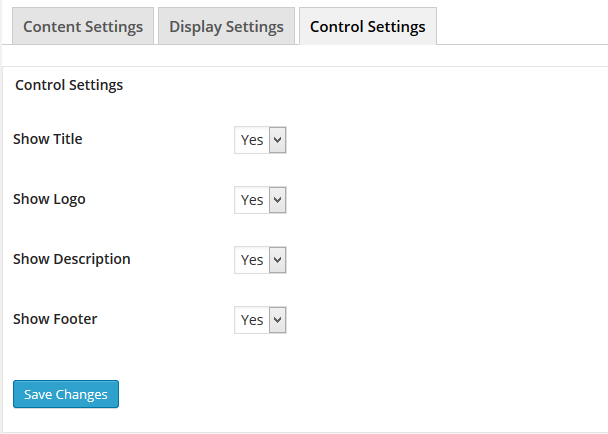 Content Settings Display Settings Control Settings
Control Settings
Show Title Yes
Show Logo Yes
Show Description Yes
Show Footer Yes
Save Changes